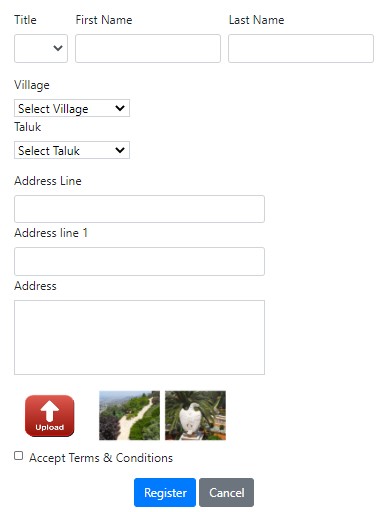 Title First Name Last Name
Village
Select Village
Taluk
Select Taluk
Address Line
Address line 1
Address
Upload
Accept Terms & Conditions
Register Cancel